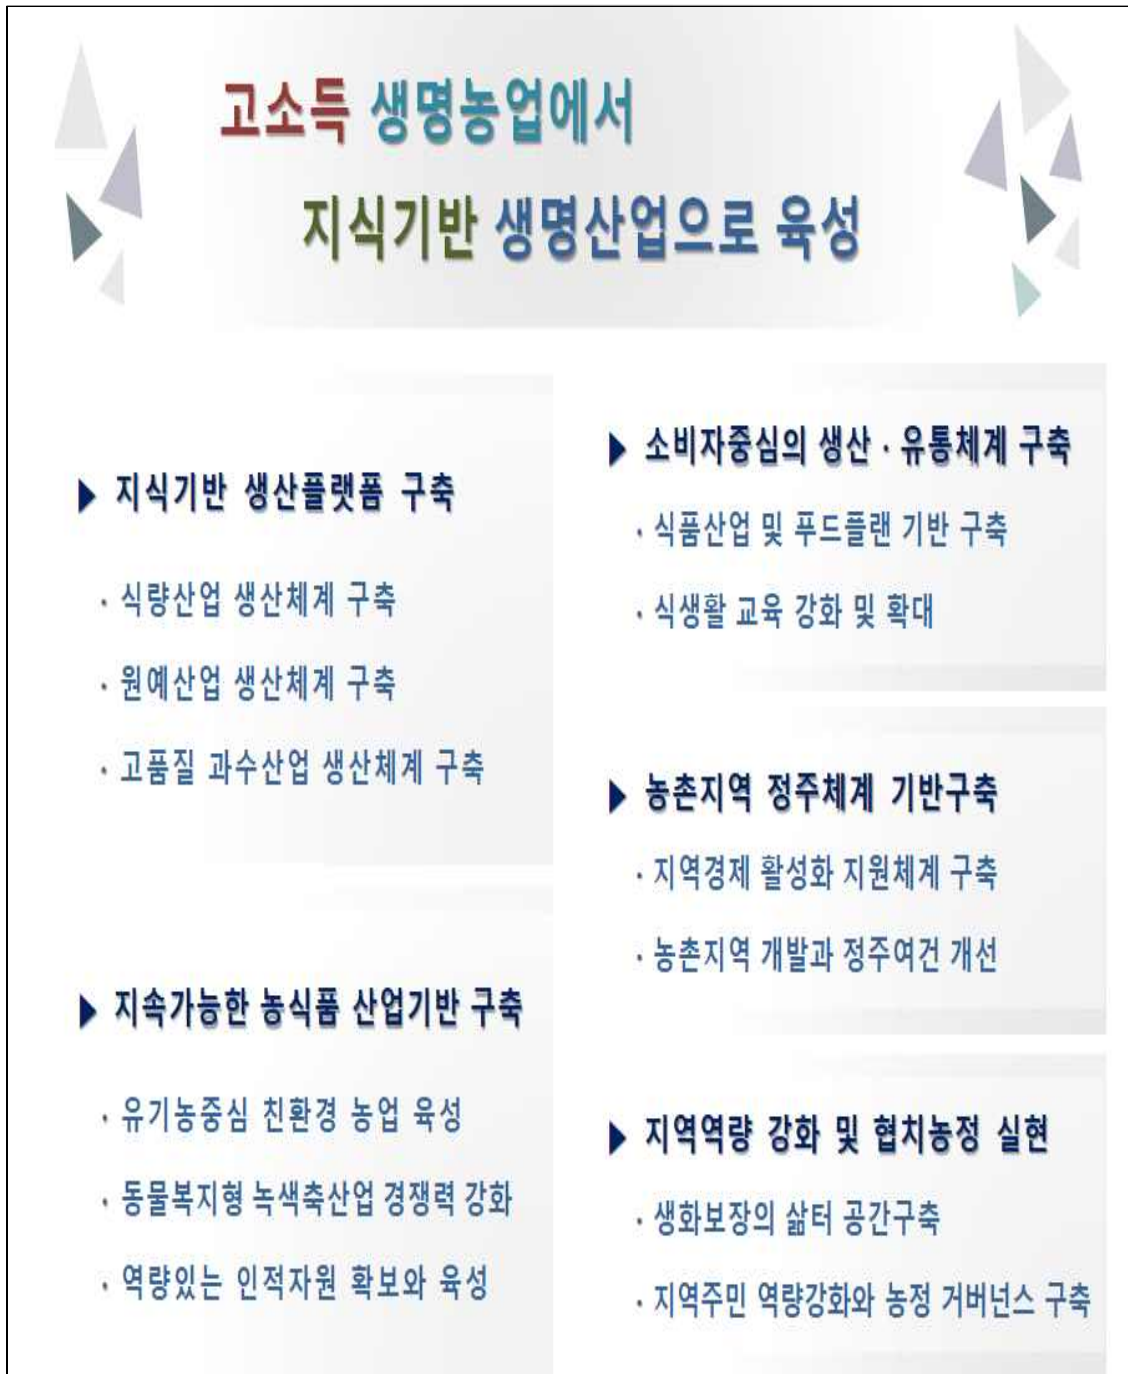 고소득 생명농업에서
지식기반 생명산업으로 육성
▶ 지식기반 생산플랫폼 구축
· 식량산업 생산체계 구축
· 원예산업 생산체계 구축
· 고품질 과수산업 생산체계 구축
▶ 지속가능한 농식품 산업기반 구축
· 유기농중심 친환경 농업 육성
· 동물복지형 녹색축산업 경쟁력 강화
· 역량있는 인적자원 확보와 육성
▶ 소비자중심의 생산 · 유통체계 구축
· 식품산업 및 푸드플랜 기반 구축
· 식생활 교육 강화 및 확대
▶ 농촌지역 정주체계 기반구축
· 지역경제 활성화 지원체계 구축
· 농촌지역 개발과 정주여건 개선
▶ 지역역량 강화 및 협치농정 실현
· 생화보장의 삶터 공간구축
· 지역주민 역량강화와 농정 거버넌스 구축